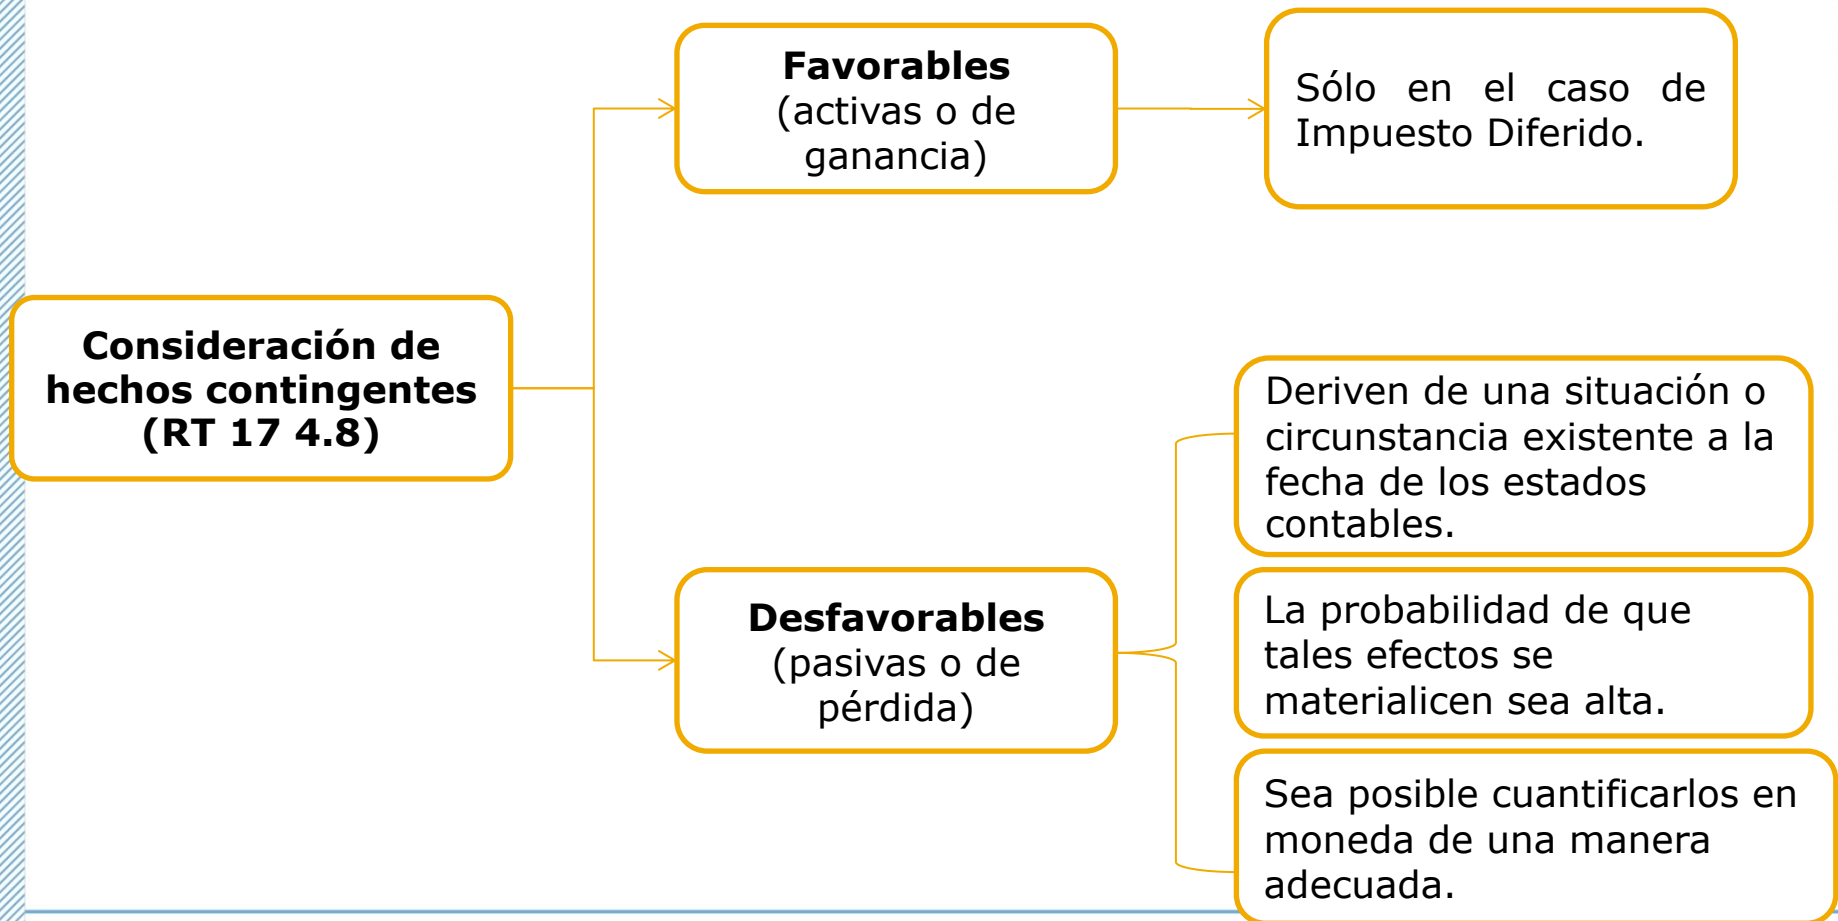 Favorables
(activas o de
ganancia)
Sólo en el caso de
Impuesto Diferido.
Consideración de
hechos contingentes
(RT 17 4.8)
Desfavorables
(pasivas o de
pérdida)
Deriven de una situación o
circunstancia existente a la
fecha de los estados
contables.
La probabilidad de que
tales efectos se
materialicen sea alta.
Sea posible cuantificarlos en
moneda de una manera
adecuada.